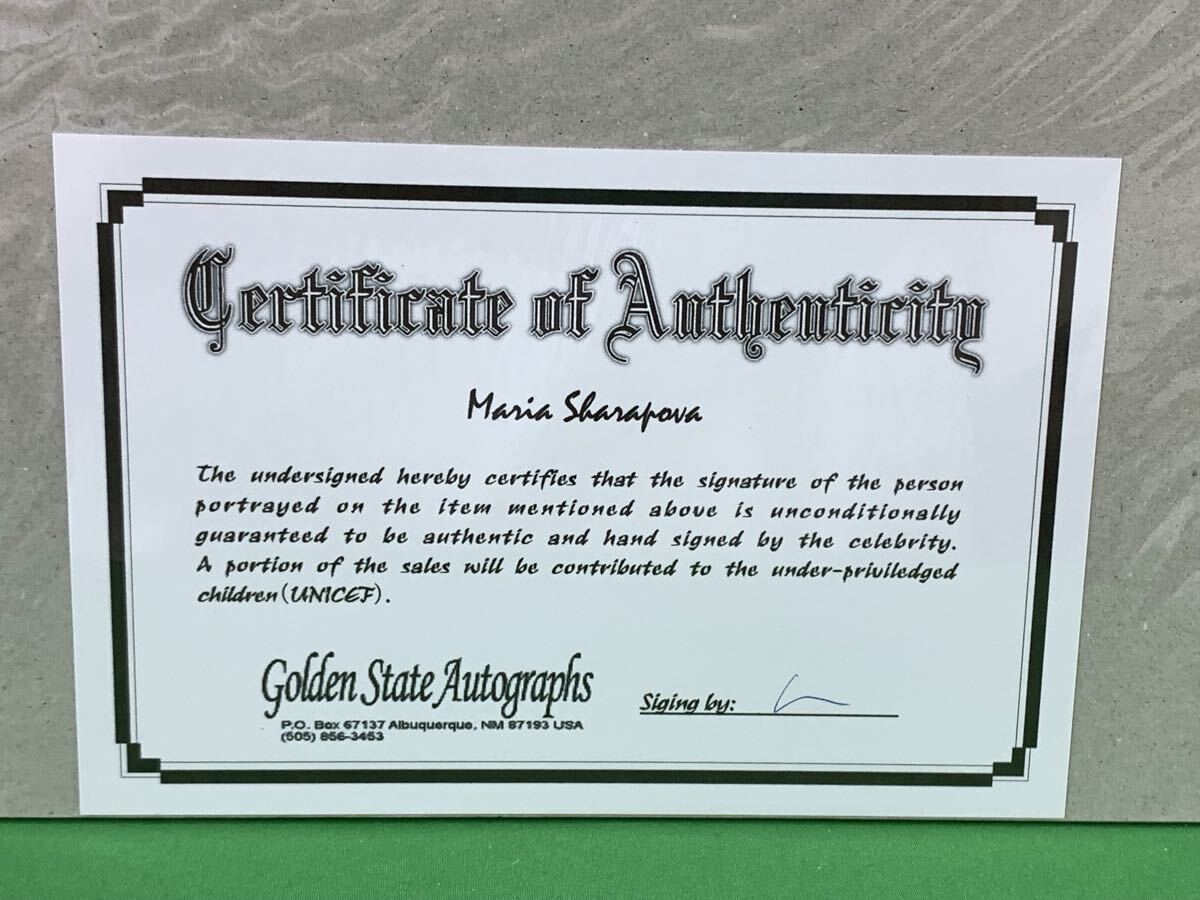 Certificate of Authenticity
Maria Sharapova
The undersigned hereby certifies that the signature of the person
portrayed on the item mentioned above is unconditionally
guaranteed to be authentic and hand signed by the celebrity.
A portion of the sales will be contributed to the under-priviledged
children(UNICEF).
Golden State Autographs
P.O. Box 67137 Albuquerque, NM 87193 USA
(505) 856-3453
Siging by: